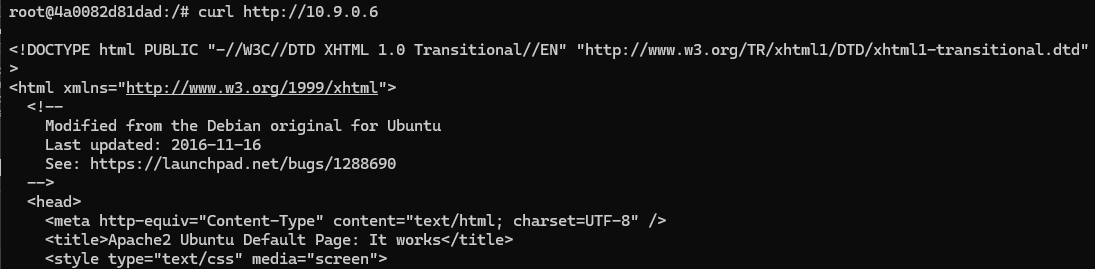 root@4a0082d81dad:/# curl http://10.9.0.6
<!DOCTYPE html PUBLIC "-//W3C//DTD XHTML 1.0 Transitional//EN" "http://www.w3.org/TR/xhtml1/DTD/xhtml1-transitional.dtd"
>
<html xmlns="http://www.w3.org/1999/xhtml">
  <!--
    Modified from the Debian original for Ubuntu
    Last updated: 2016-11-16
    See: https://launchpad.net/bugs/1288690
  -->
  <head>
    <meta http-equiv="Content-Type" content="text/html; charset=UTF-8" />
    <title>Apache2 Ubuntu Default Page: It works</title>
    <style type="text/css" media="screen">